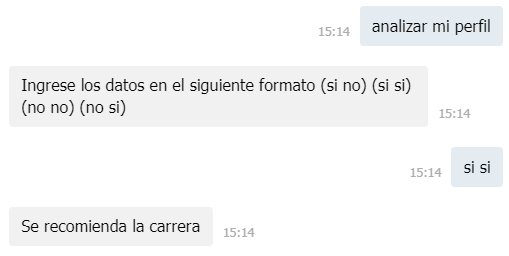 analizar mi perfil
15:14
Ingrese los datos en el siguiente formato (si no) (si si)
(no no) (no si)
15:14
si si
15:14
Se recomienda la carrera
15:14